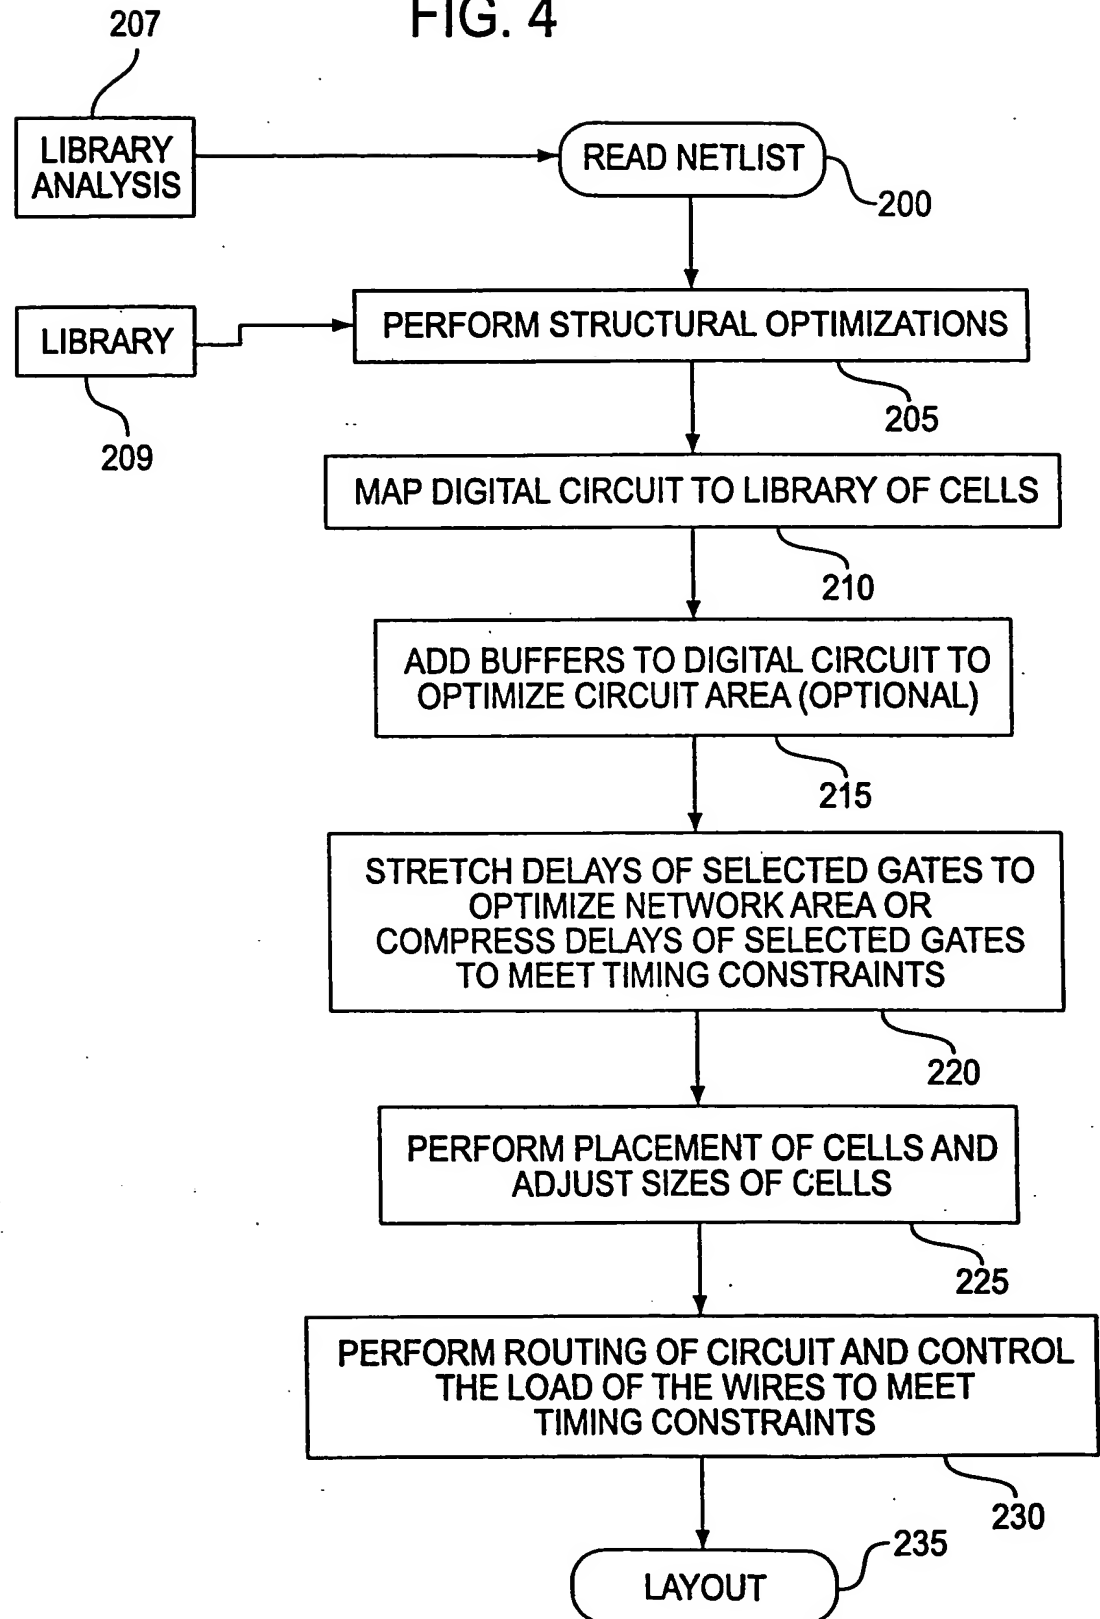 FIG. 4
207
LIBRARY
ANALYSIS
READ NETLIST
200
LIBRARY
209
PERFORM STRUCTURAL OPTIMIZATIONS
205
MAP DIGITAL CIRCUIT TO LIBRARY OF CELLS
210
ADD BUFFERS TO DIGITAL CIRCUIT TO
OPTIMIZE CIRCUIT AREA (OPTIONAL)
215
STRETCH DELAYS OF SELECTED GATES TO
OPTIMIZE NETWORK AREA OR
COMPRESS DELAYS OF SELECTED GATES
TO MEET TIMING CONSTRAINTS
220
PERFORM PLACEMENT OF CELLS AND
ADJUST SIZES OF CELLS
225
PERFORM ROUTING OF CIRCUIT AND CONTROL
THE LOAD OF THE WIRES TO MEET
TIMING CONSTRAINTS
230
235
LAYOUT